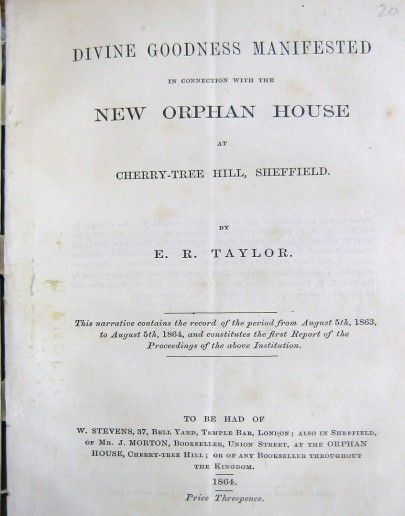 20
DIVINE GOODNESS MANIFESTED
IN CONNECTION WITH THE
NEW ORPHAN HOUSE
AT
CHERRY-TREE HILL, SHEFFIELD.
BY
E. R. TAYLOR.
This narrative contains the record of the period from August 5th, 1863,
to August 5th, 1864, and constitutes the first Report of the
Proceedings of the above Institution.
TO BE HAD OF
W. STEVENS, 37, BELL YARD, TEMPLE BAR, LONDON; ALSO IN SHEFFIELD,
OF MR. J. MORTON, BOOKSELLER, UNION STREET, AT THE ORPHAN
HOUSE, CHERRY-TREE HILL; OR OF ANY BOOKSELLER THROUGHOUT
THE KINGDOM.
1864.
Price Threepence.